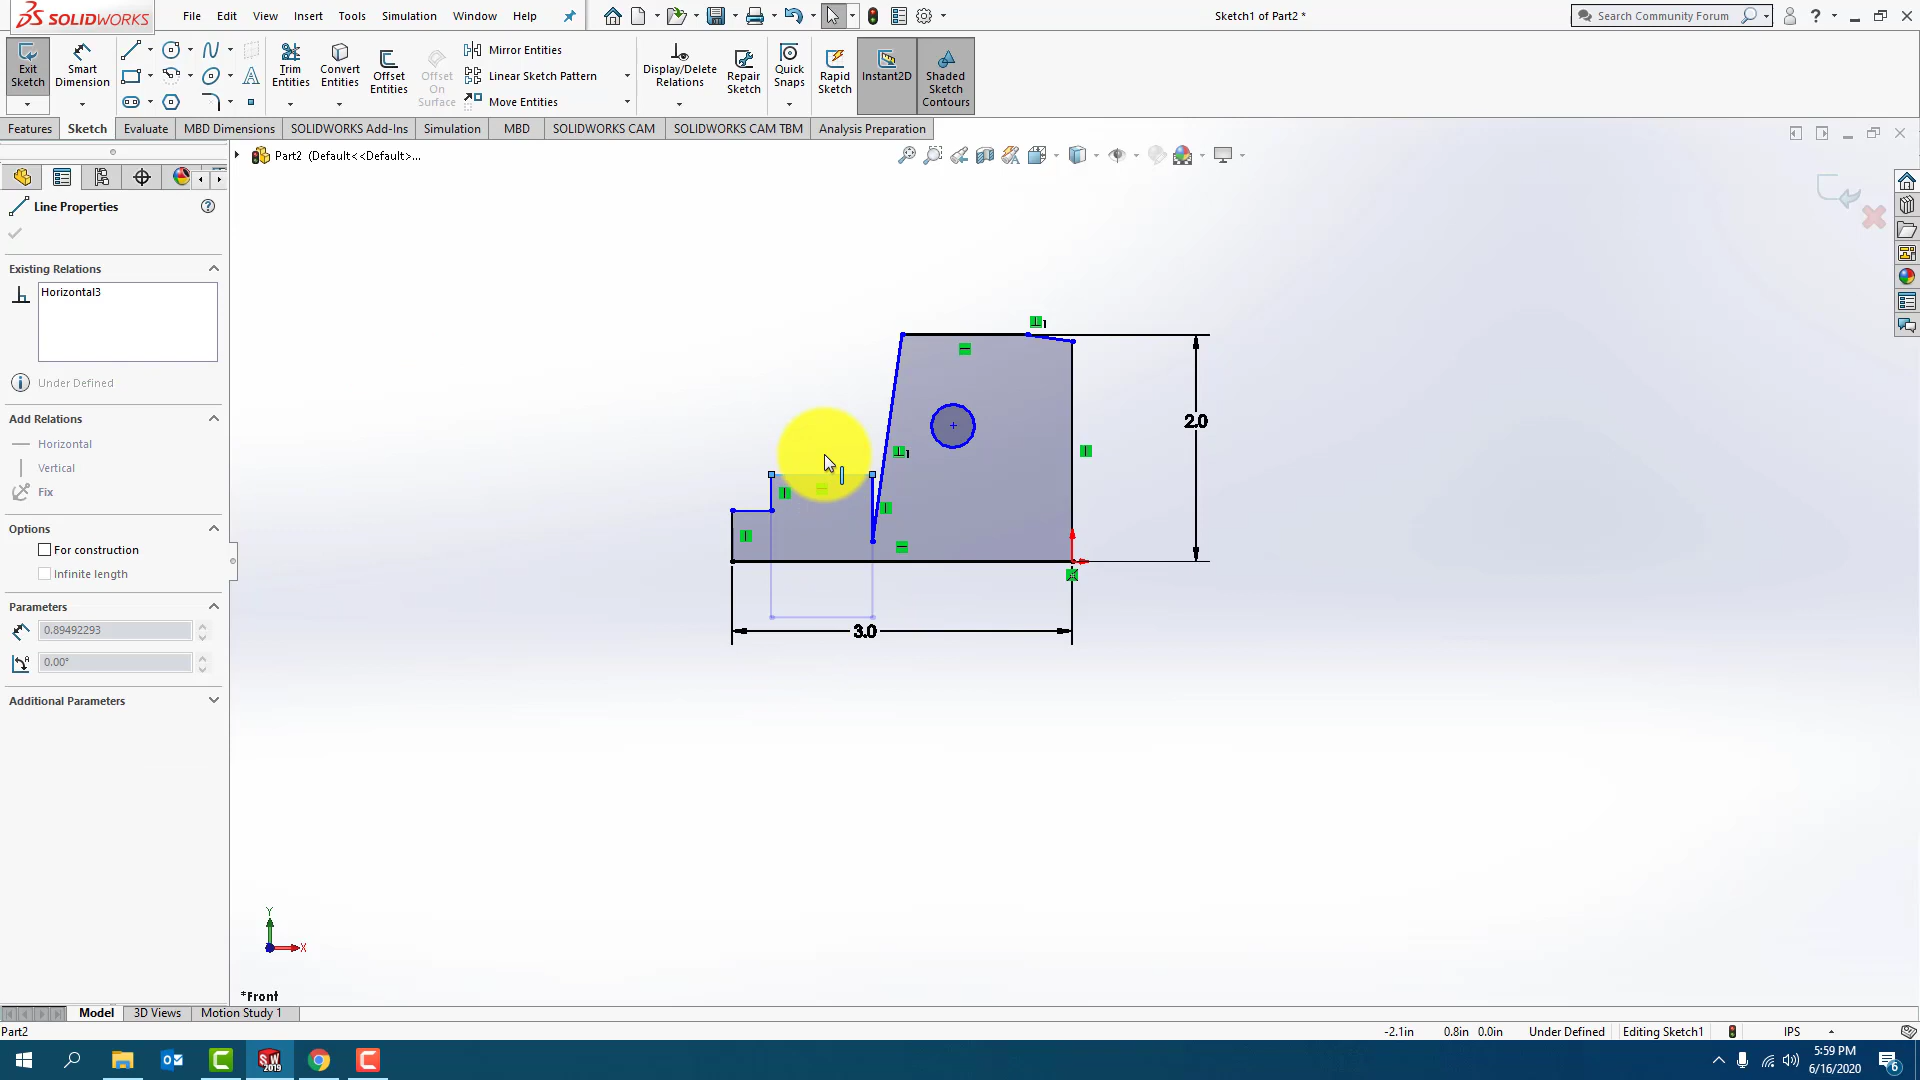 SOLIDWORKS
File Edit View Insert Tools Simulation Window Help
Sketch1 of Part2 *
Search Community Forum
Exit Sketch
Smart Dimension
Trim Entities
Convert Entities
Offset Entities
Offset On Surface
Mirror Entities
Linear Sketch Pattern
Move Entities
Display/Delete Relations
Repair Sketch
Quick Snaps
Rapid Sketch
Instant2D
Shaded Sketch Contours
Features Sketch Evaluate MBD Dimensions SOLIDWORKS Add-Ins Simulation MBD SOLIDWORKS CAM SOLIDWORKS CAM TBM Analysis Preparation
Part2 (Default<<Default>...
Line Properties
Existing Relations
Horizontal3
Under Defined
Add Relations
Horizontal
Vertical
Fix
Options
For construction
Infinite length
Parameters
0.89492293
0.00°
Additional Parameters
1
2.0
1
3.0
Y
X
*Front
Model 3D Views Motion Study 1
Part2
-2.1in 0.8in 0.0in Under Defined Editing Sketch1 IPS
SW 2019
5:59 PM
6/16/2020
6